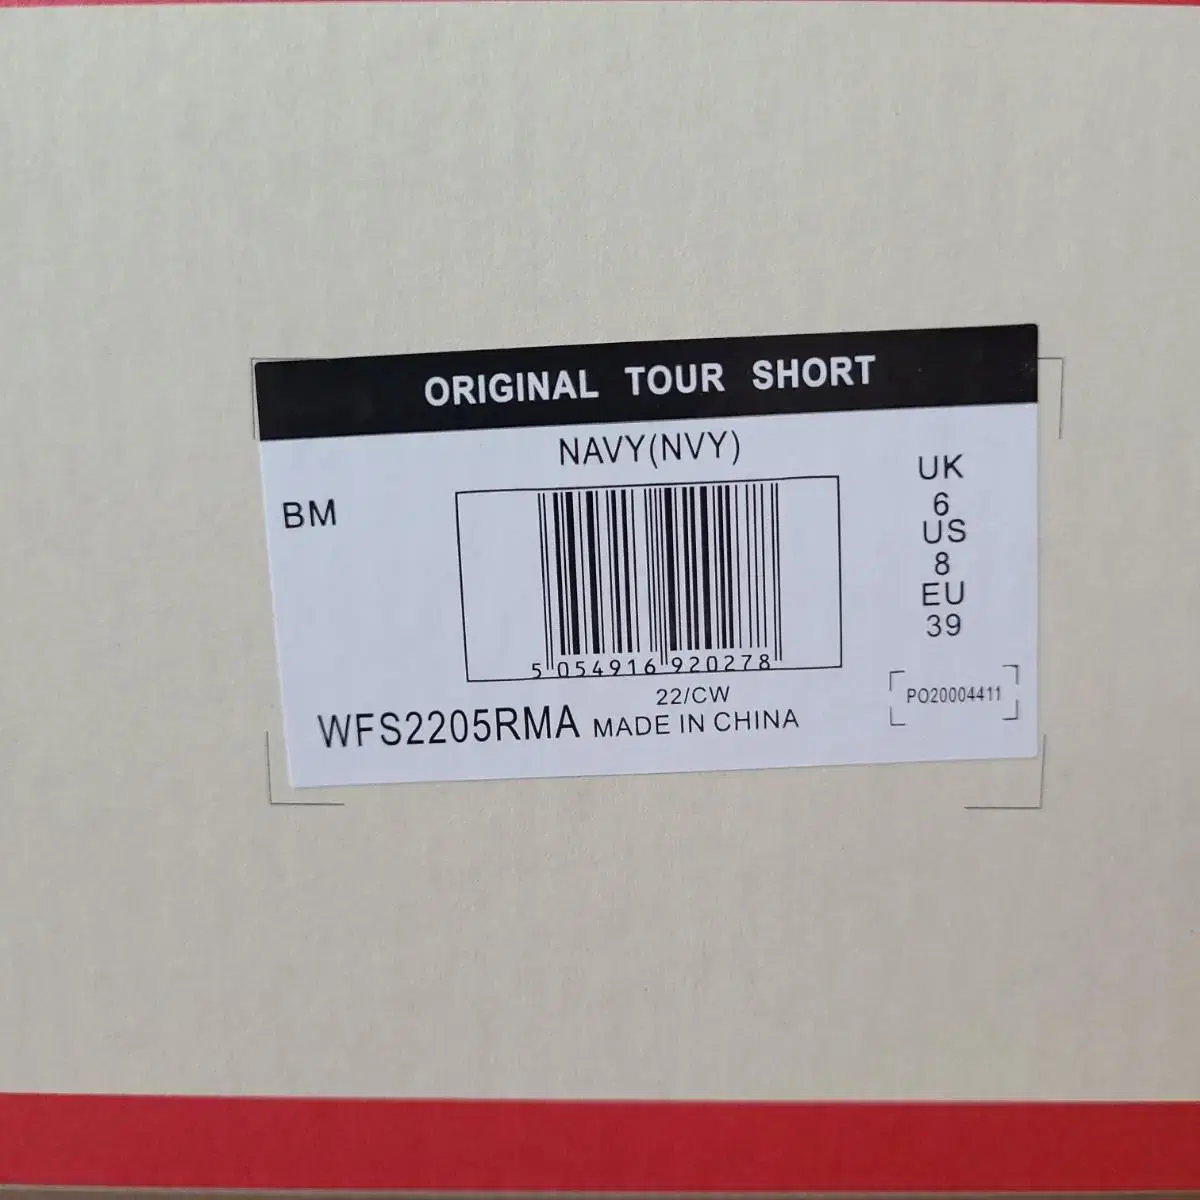 ORIGINAL TOUR SHORT
NAVY(NVY)
BM
UK
6
US
8
EU
39
5 054916 920278
22/CW
WFS2205RMA MADE IN CHINA
PO20004411